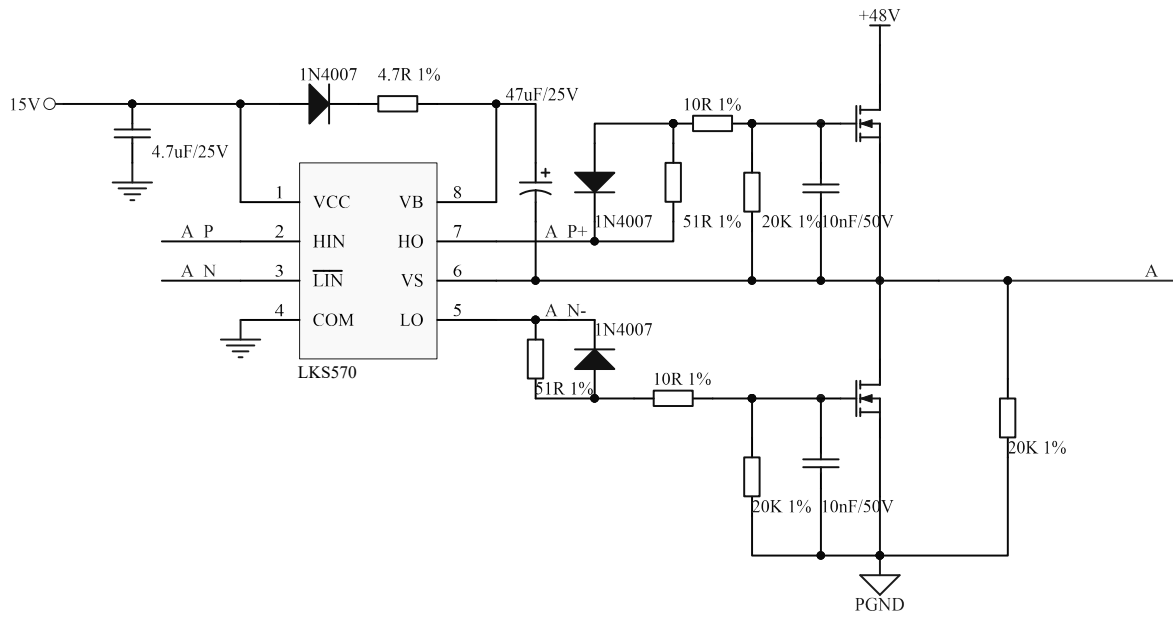 +48V
1N4007 4.7R 1%
15V 47uF/25V 10R 1%
4.7uF/25V
1 VCC VB 8 1N4007 51R 1% 20K 1% 10nF/50V
A P 2 HIN HO 7 A P+
A N 3 LIN VS 6 A
4 COM LO 5 A N-
1N4007
LKS570
51R 1% 10R 1%
20K 1%
20K 1% 10nF/50V
PGND